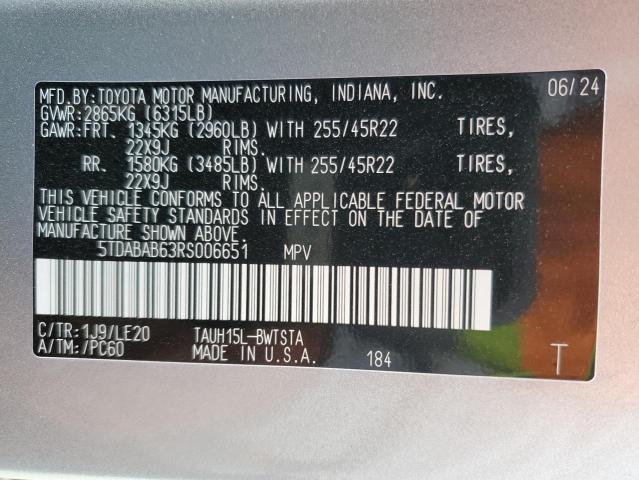 MFD.BY:TOYOTA MOTOR MANUFACTURING, INDIANA, INC. 06/24
GVWR:2865KG (6315LB)
GAWR:FRT. 1345KG (2960LB) WITH 255/45R22 TIRES,
22X9J RIMS.
RR. 1580KG (3485LB) WITH 255/45R22 TIRES,
22X9J RIMS.
THIS VEHICLE CONFORMS TO ALL APPLICABLE FEDERAL MOTOR
VEHICLE SAFETY STANDARDS IN EFFECT ON THE DATE OF
MANUFACTURE SHOWN ABOVE.
5TDABAB63RS006651 MPV
C/TR:1J9/LE20 TAUH15L-BWTSTA
A/TM:/PC60 MADE IN U.S.A. 184 T